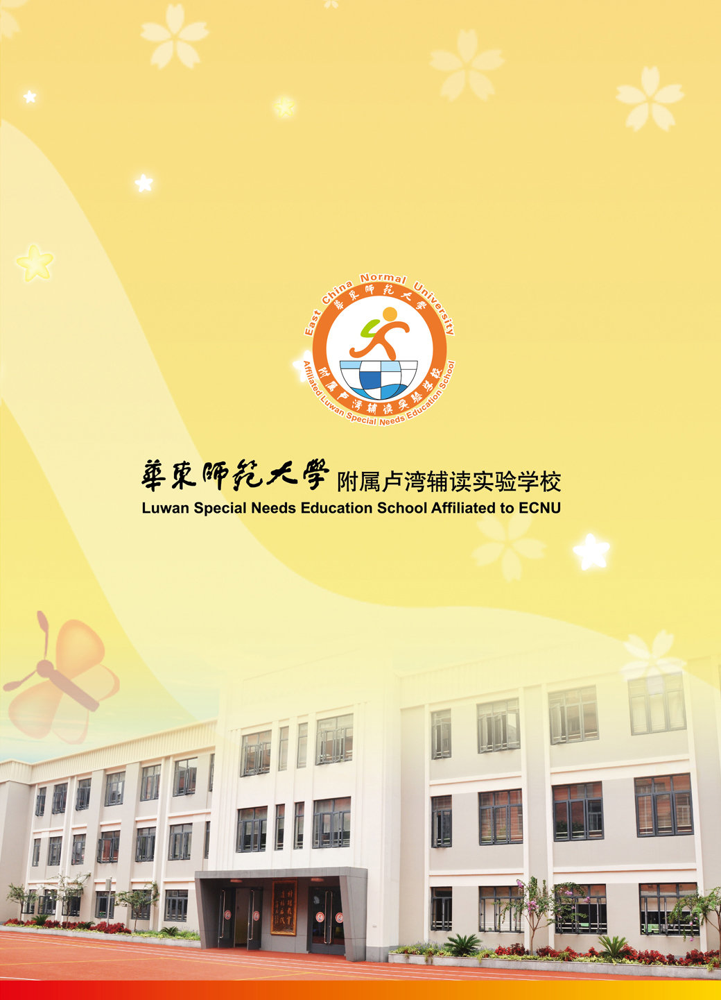 East China Normal University
華東師範大學
附属卢湾辅读实验学校
Affiliated Luwan Special Needs Education School
華東師範大學 附属卢湾辅读实验学校
Luwan Special Needs Education School Affiliated to ECNU